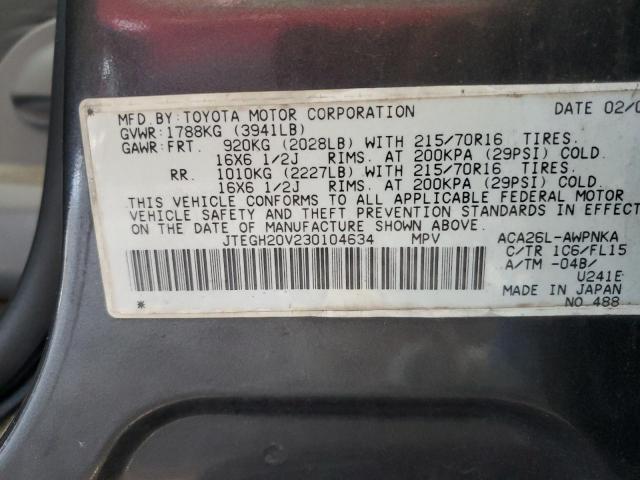 MFD. BY: TOYOTA MOTOR CORPORATION DATE 02/0
GVWR: 1788KG (3941LB)
GAWR: FRT. 920KG (2028LB) WITH 215/70R16 TIRES.
16X6 1/2J RIMS. AT 200KPA (29PSI) COLD.
RR. 1010KG (2227LB) WITH 215/70R16 TIRES.
16X6 1/2J RIMS. AT 200KPA (29PSI) COLD.
THIS VEHICLE CONFORMS TO ALL APPLICABLE FEDERAL MOTOR
VEHICLE SAFETY AND THEFT PREVENTION STANDARDS IN EFFECT
ON THE DATE OF MANUFACTURE SHOWN ABOVE.
JTEGH20V230104634 MPV ACA26L-AWPNKA
C/TR 1C6/FL15
A/TM -04B/
U241E
MADE IN JAPAN
* * NO 488